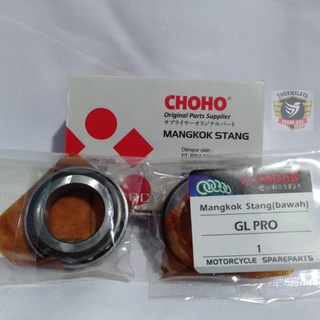 TASIKMALAYA
CHOHO®
Original Parts Supplier
サプライヤーオリジナルパート
MANGKOK STANG
Diimpor oleh :
CHOHO
Mangkok Stang(bawah)
GL PRO
1
MOTORCYCLE SPAREPARTS